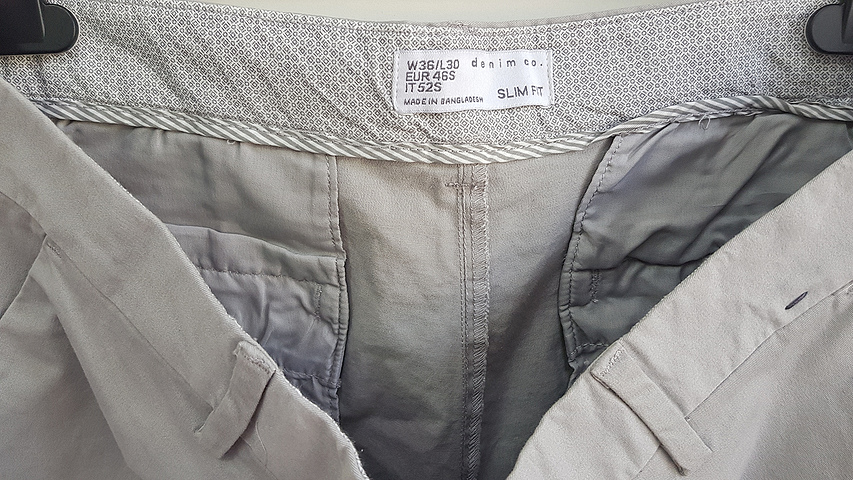 W36/L30 denim co.
EUR 46S
IT 52S
SLIM FIT
MADE IN BANGLADESH